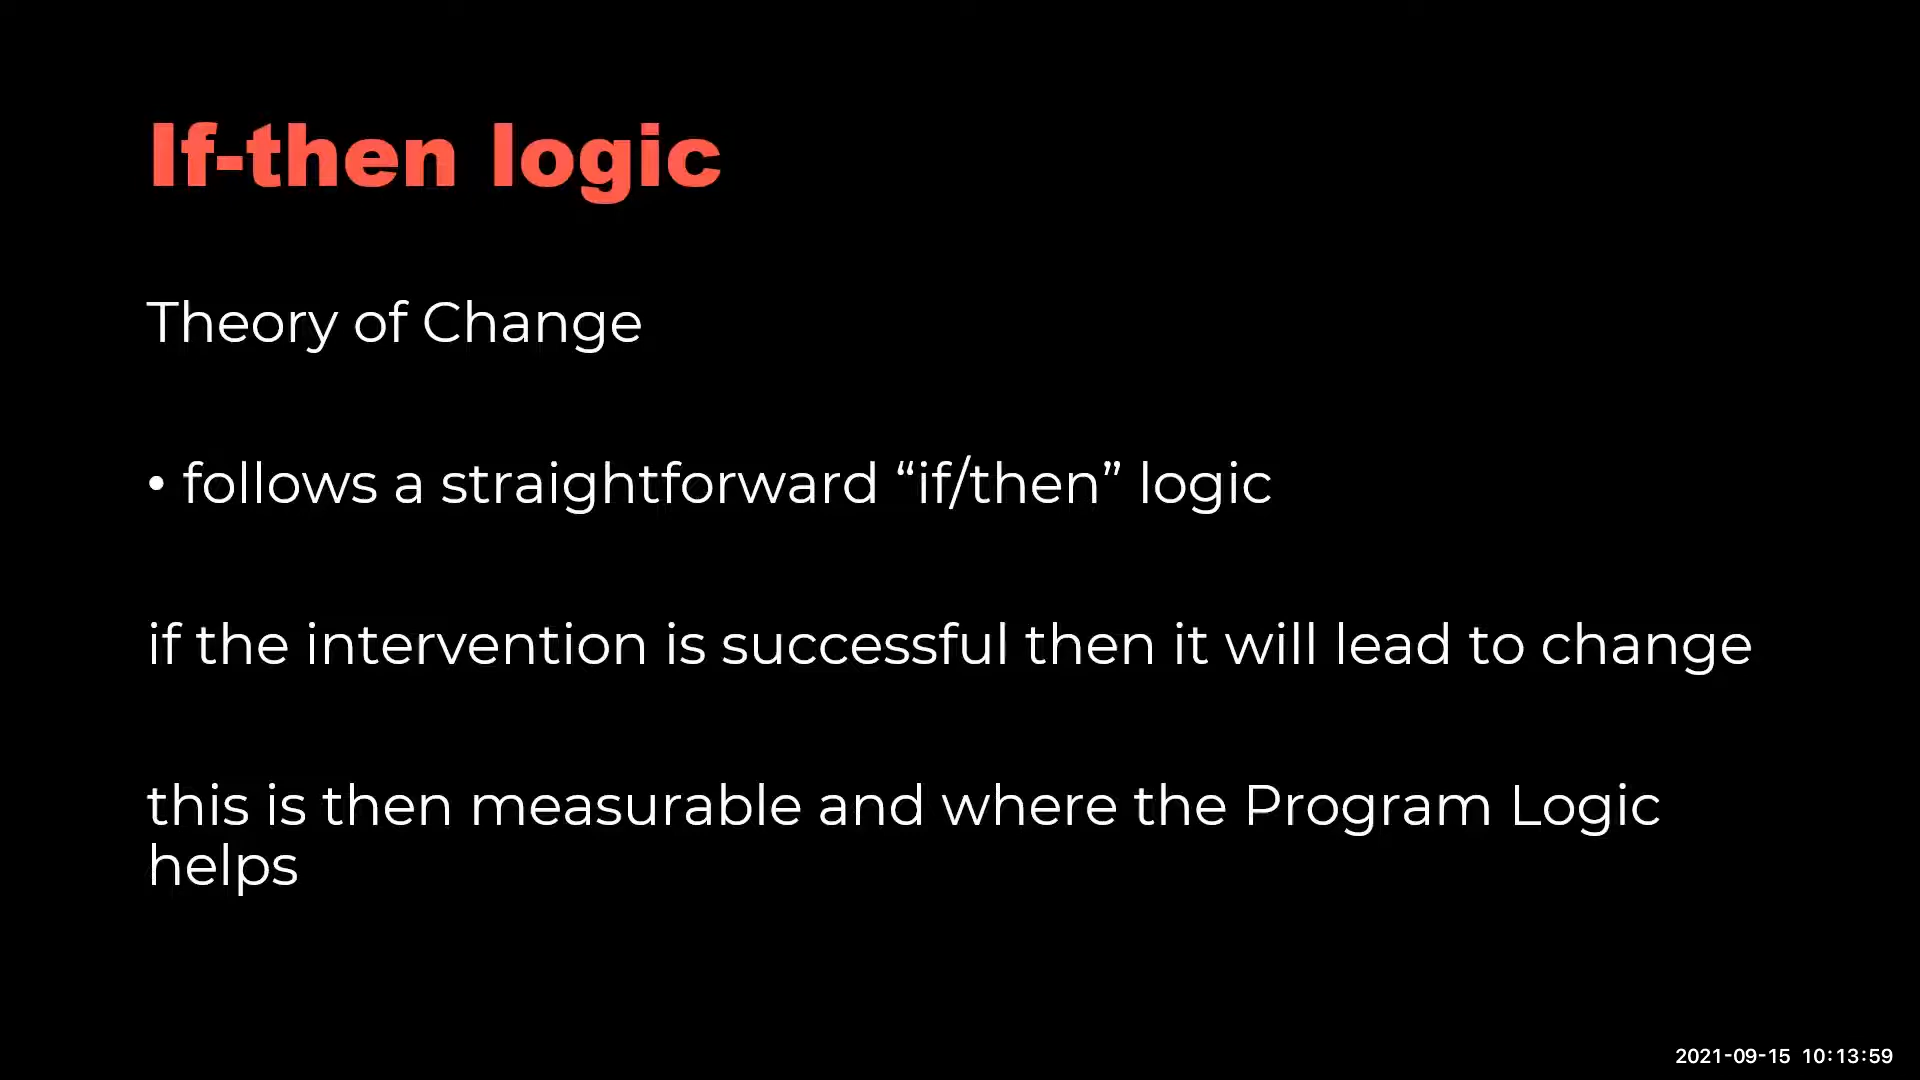 If-then logic
Theory of Change
• follows a straightforward “if/then” logic
if the intervention is successful then it will lead to change
this is then measurable and where the Program Logic
helps
2021-09-15 10:13:59